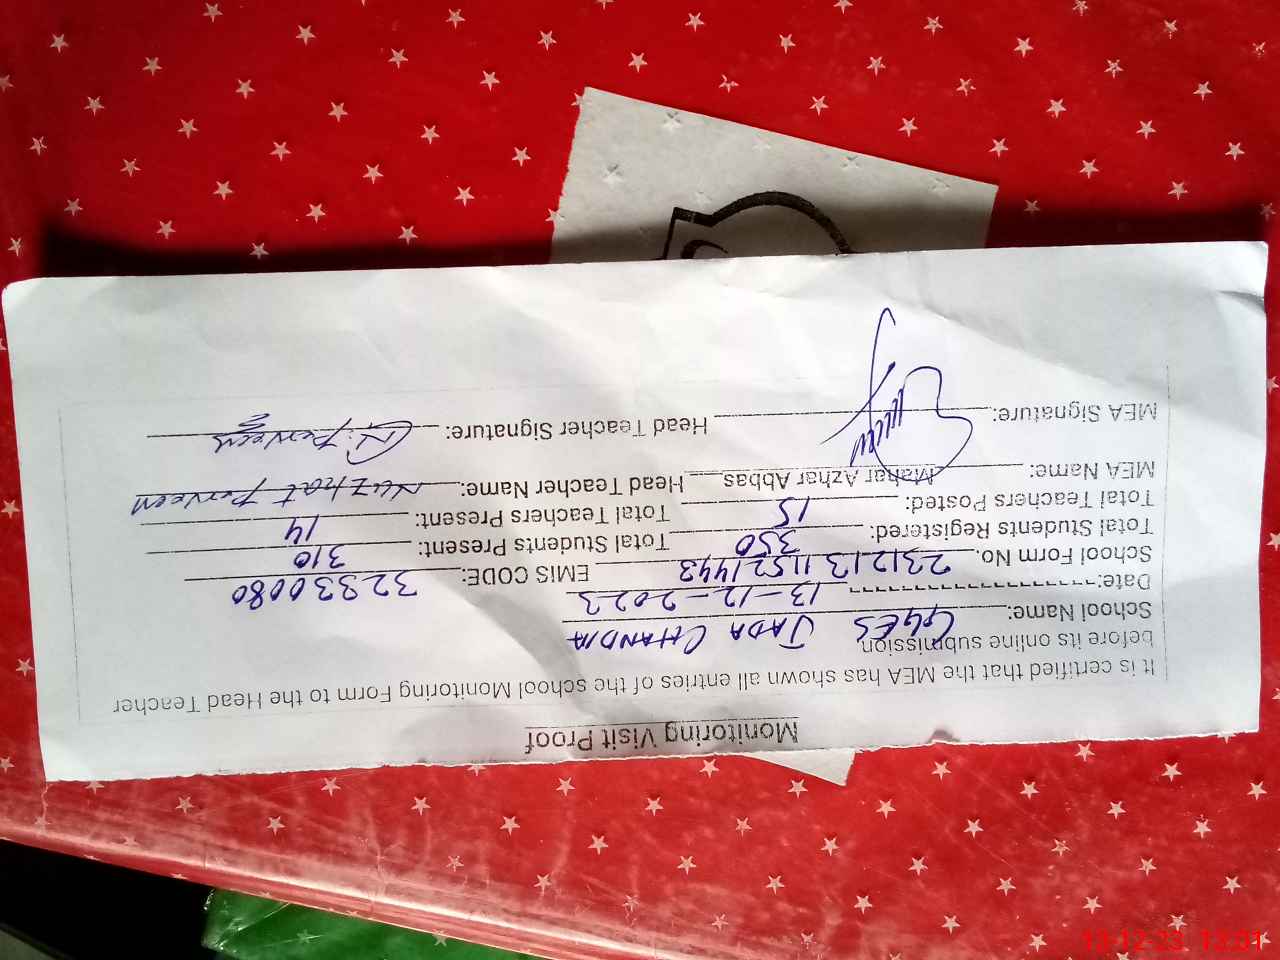 Monitoring Visit Proof
It is certified that the MEA has shown all entries of the school Monitoring Form to the Head Teacher
before its online submission
School Name: GGES JADA CHANDIA
Date: 13-12-2023
School Form No. 231213 11521443 EMIS CODE: 32330080
Total Students Registered: 350 Total Students Present: 310
Total Teachers Posted: 15 Total Teachers Present: 14
MEA Name: Mahar Azhar Abbas Head Teacher Name: Nuzhat Perveen
MEA Signature: Head Teacher Signature: N. Perveen
13-12-23 13:31